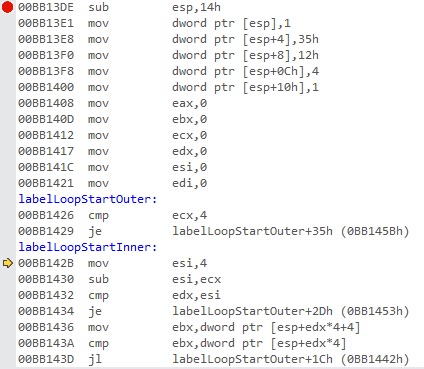 00BB13DE sub esp,14h
00BB13E1 mov dword ptr [esp],1
00BB13E8 mov dword ptr [esp+4],35h
00BB13F0 mov dword ptr [esp+8],12h
00BB13F8 mov dword ptr [esp+0Ch],4
00BB1400 mov dword ptr [esp+10h],1
00BB1408 mov eax,0
00BB140D mov ebx,0
00BB1412 mov ecx,0
00BB1417 mov edx,0
00BB141C mov esi,0
00BB1421 mov edi,0
labelLoopStartOuter:
00BB1426 cmp ecx,4
00BB1429 je labelLoopStartOuter+35h (0BB145Bh)
labelLoopStartInner:
00BB142B mov esi,4
00BB1430 sub esi,ecx
00BB1432 cmp edx,esi
00BB1434 je labelLoopStartOuter+2Dh (0BB1453h)
00BB1436 mov ebx,dword ptr [esp+edx*4+4]
00BB143A cmp ebx,dword ptr [esp+edx*4]
00BB143D jl labelLoopStartOuter+1Ch (0BB1442h)